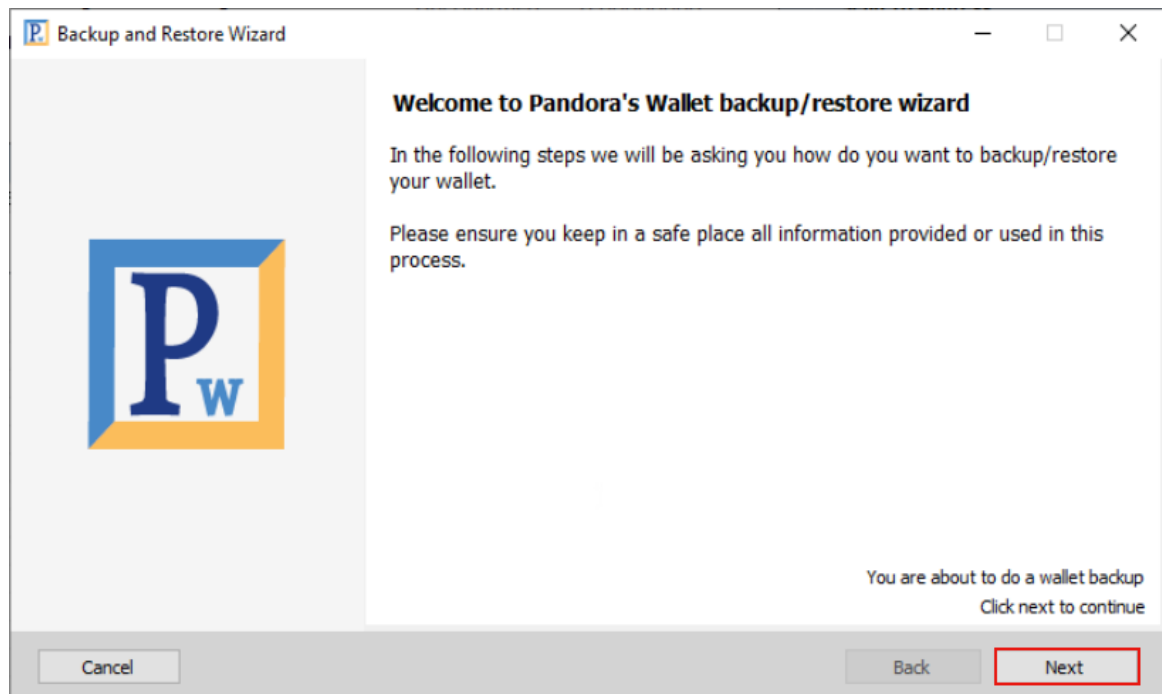 Backup and Restore Wizard
Welcome to Pandora's Wallet backup/restore wizard
In the following steps we will be asking you how do you want to backup/restore
your wallet.
Please ensure you keep in a safe place all information provided or used in this
process.
P
W
You are about to do a wallet backup
Click next to continue
Cancel
Back
Next